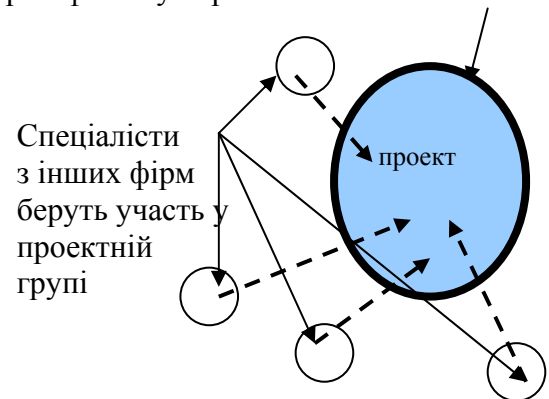 Спеціалісти
з інших фірм
беруть участь у
проектній
групі
проект